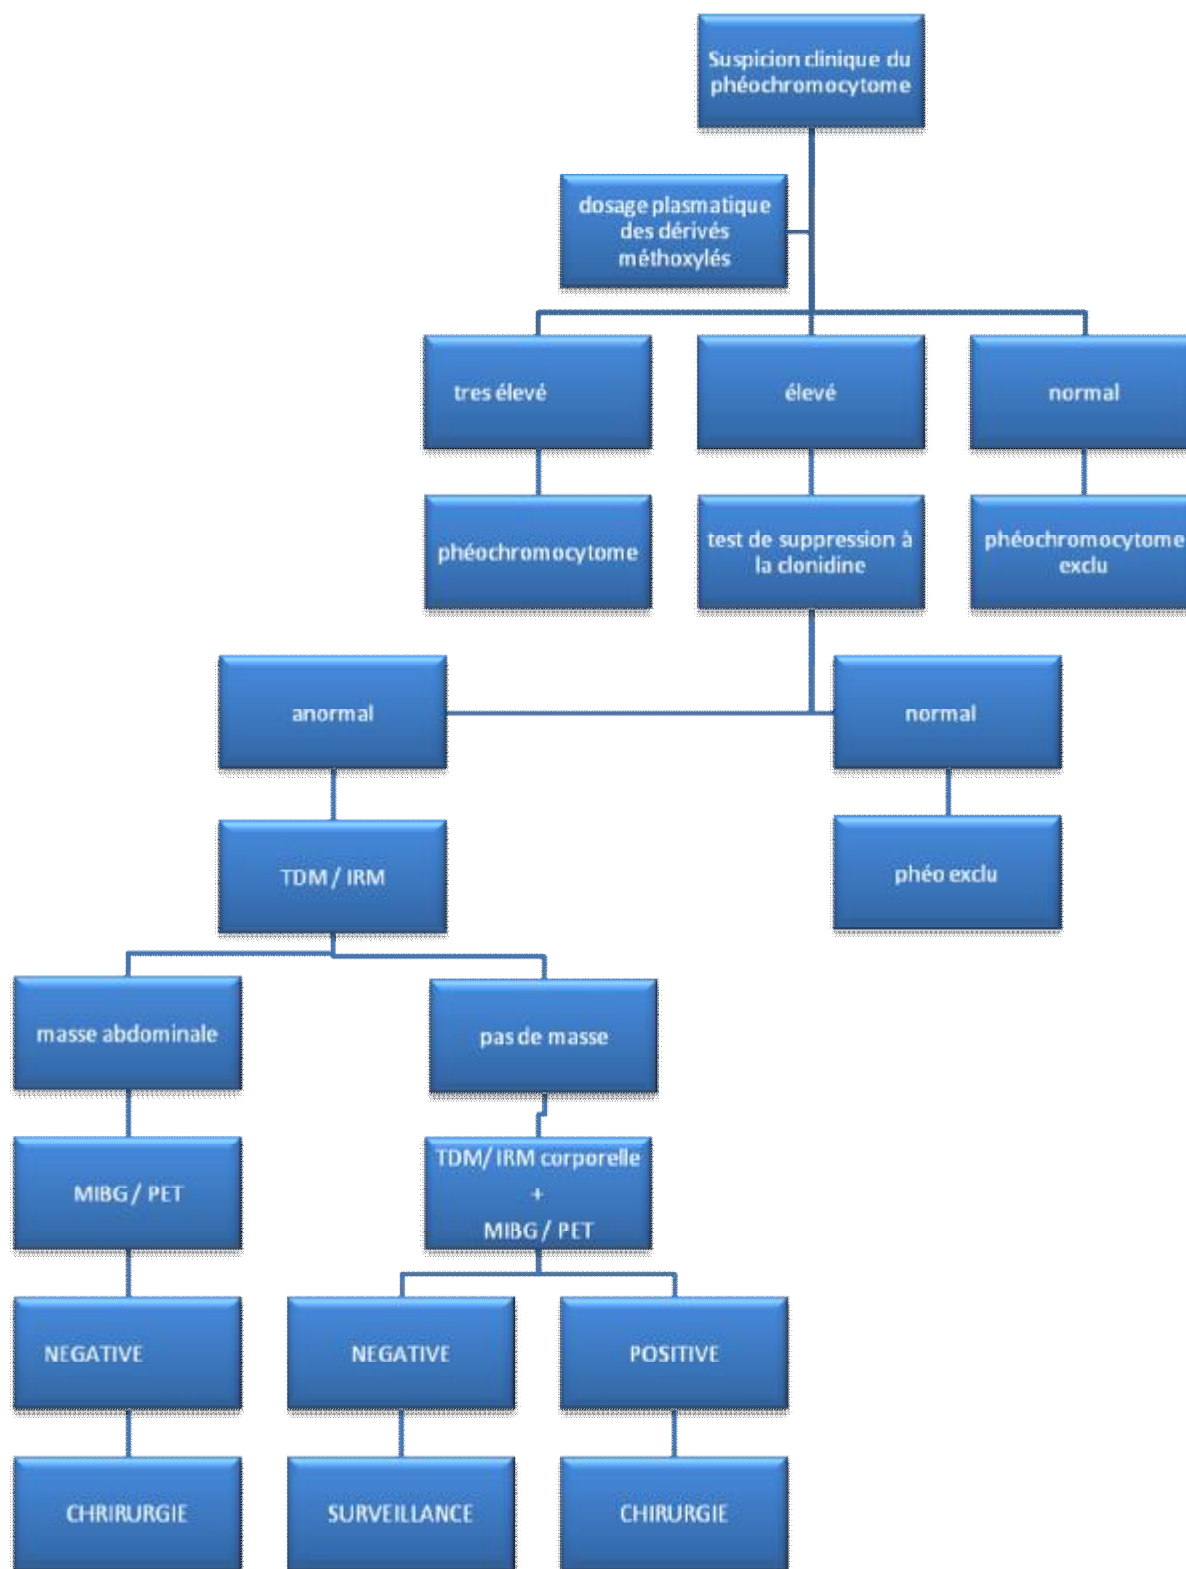 Suspicion clinique du
phéochromocytome
dosage plasmatique
des dérivés
méthoxylés
tres élevé
élevé
normal
phéochromocytome
test de suppression à
la clonidine
phéochromocytome
exclu
anormal
normal
TDM / IRM
phéo exclu
masse abdominale
pas de masse
MIBG / PET
TDM/ IRM corporelle
+
MIBG / PET
NEGATIVE
NEGATIVE
POSITIVE
CHRIRURGIE
SURVEILLANCE
CHIRURGIE